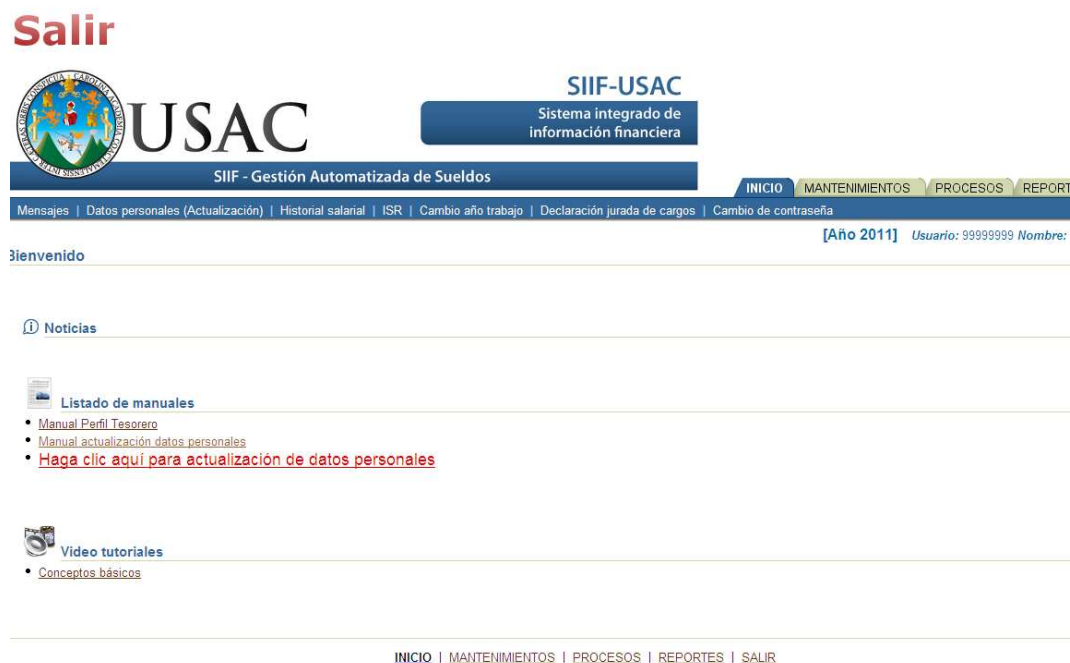 Salir
USAC
SIIF-USAC
Sistema integrado de
información financiera
SIIF - Gestión Automatizada de Sueldos
INICIO MANTENIMIENTOS PROCESOS REPORT
Mensajes | Datos personales (Actualización) | Historial salarial | ISR | Cambio año trabajo | Declaración jurada de cargos | Cambio de contraseña
[Año 2011] Usuario: 99999999 Nombre:
Bienvenido
Noticias
Listado de manuales
• Manual Perfil Tesorero
• Manual actualización datos personales
• Haga clic aquí para actualización de datos personales
Video tutoriales
• Conceptos básicos
INICIO | MANTENIMIENTOS | PROCESOS | REPORTES | SALIR